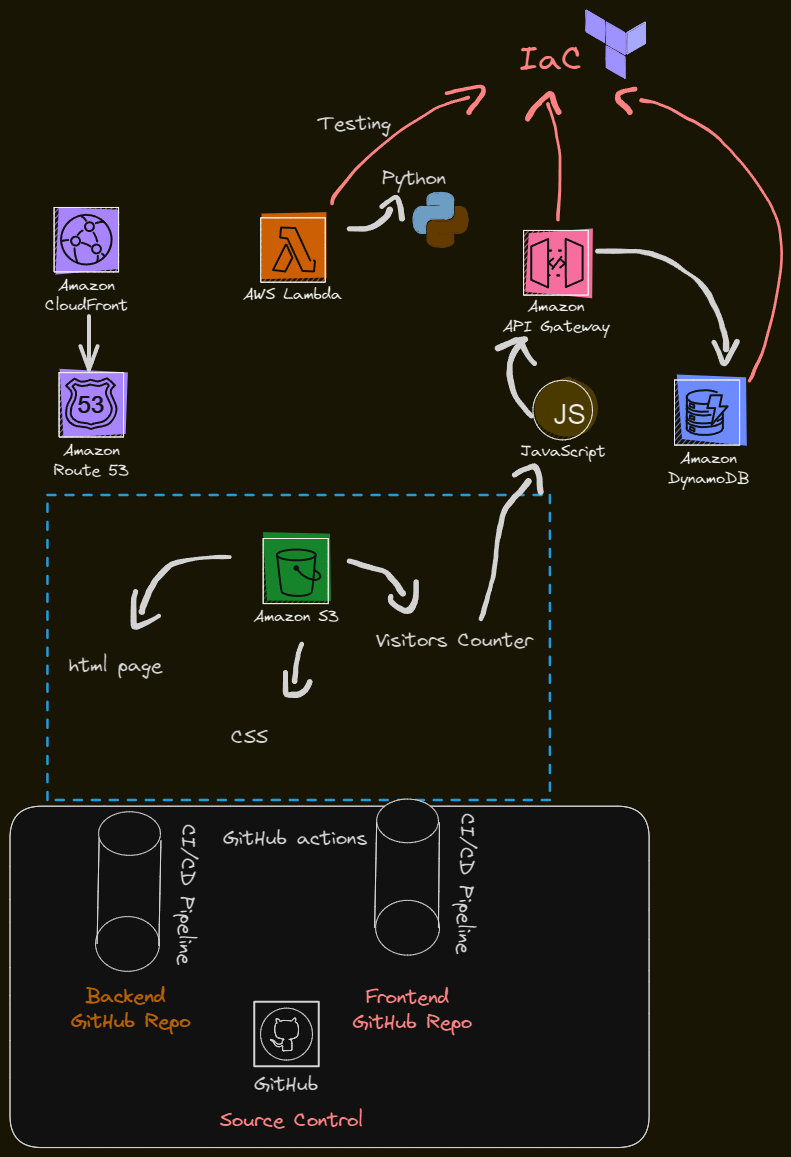 IaC
Testing
Python
Amazon
CloudFront
AWS Lambda
Amazon
API Gateway
53
Amazon
Route 53
JS
JavaScript
Amazon
DynamoDB
Amazon S3
Visitors Counter
html page
CSS
CI/CD Pipeline
GitHub actions
CI/CD Pipeline
Backend
GitHub Repo
Frontend
GitHub Repo
GitHub
Source Control